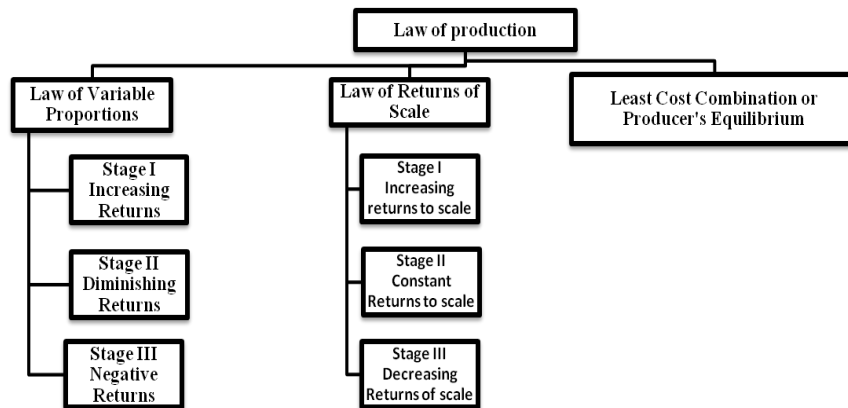 Law of production
Law of Variable
Proportions
Law of Returns of
Scale
Least Cost Combination or
Producer's Equilibrium
Stage I
Increasing
Returns
Stage II
Diminishing
Returns
Stage III
Negative
Returns
Stage I
Increasing
returns to scale
Stage II
Constant
Returns to scale
Stage III
Decreasing
Returns of scale